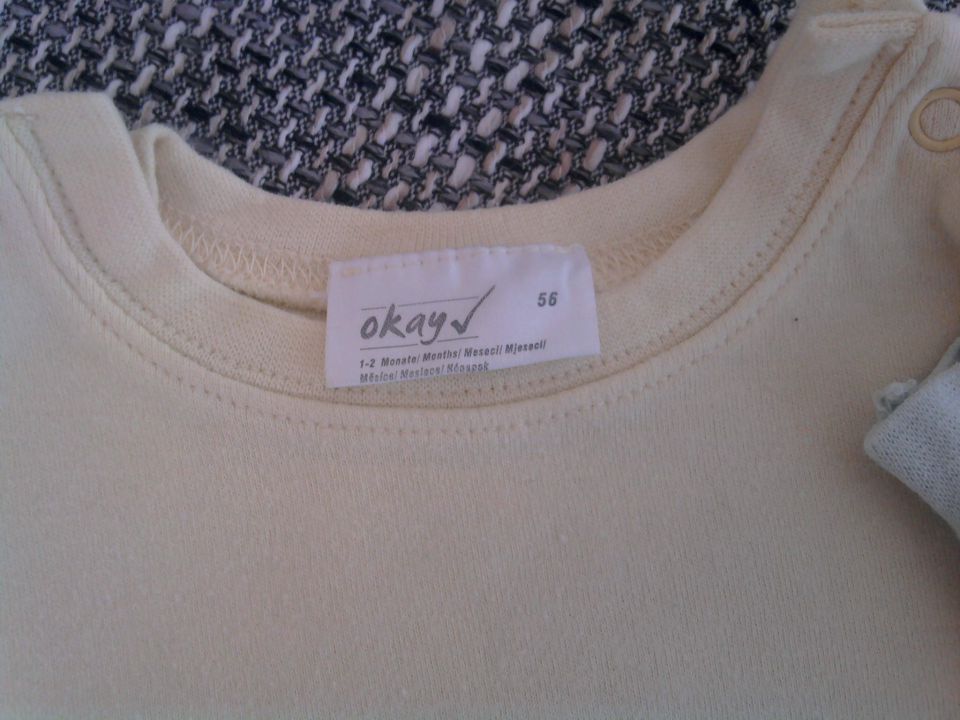 okay
56
1-2 Monate/ Months/ Meseci/ Mjeseci/
Měsíce/ Mesiace/ Hónapok